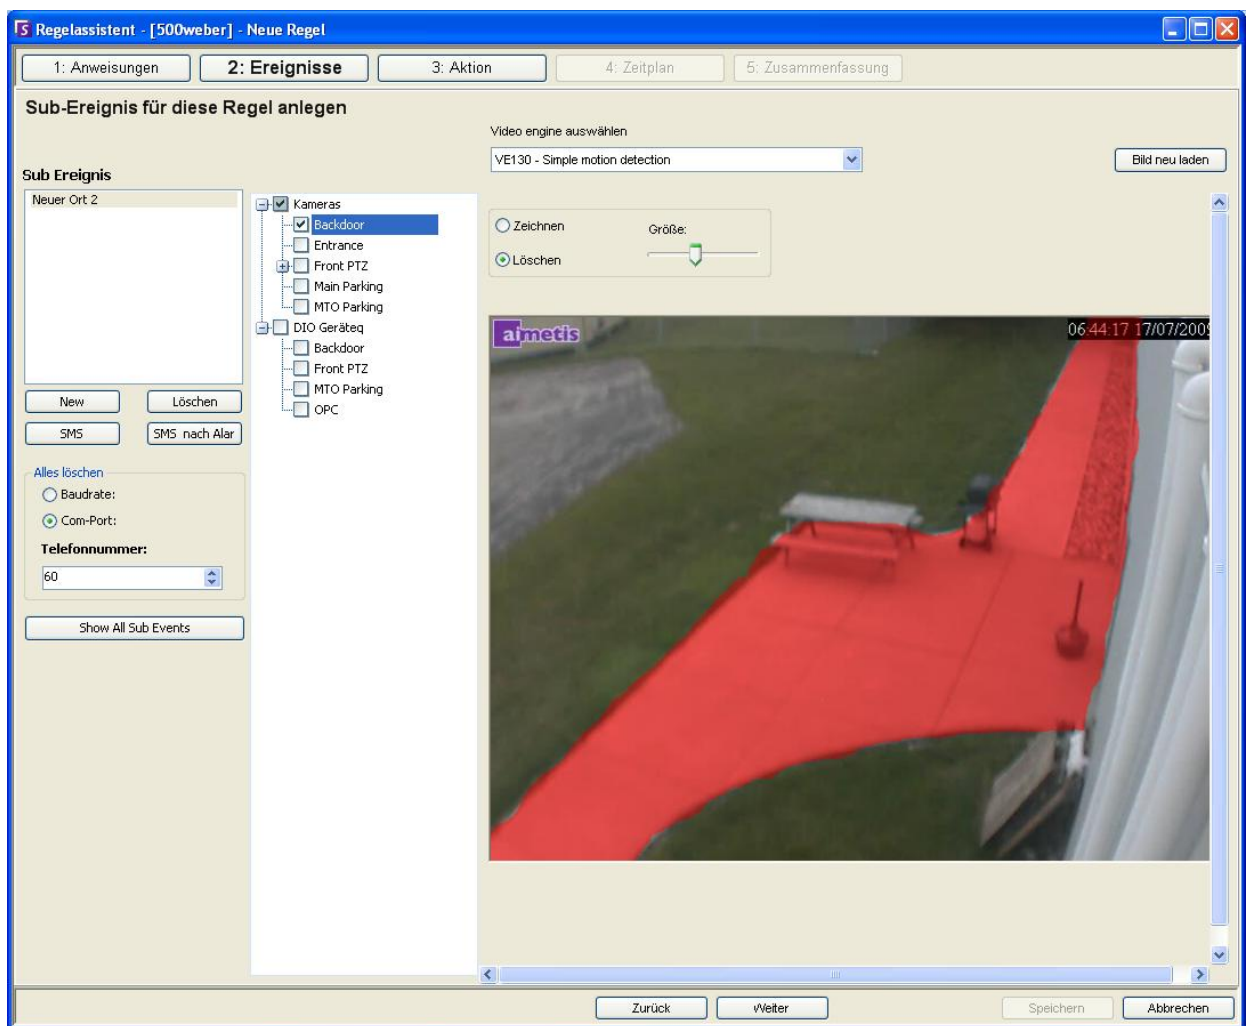 Regelassistent - [500weber] - Neue Regel
1: Anweisungen
2: Ereignisse
3: Aktion
4: Zeitplan
5: Zusammenfassung
Sub-Ereignis für diese Regel anlegen
Video engine auswählen
VE130 - Simple motion detection
Bild neu laden
Sub Ereignis
Neuer Ort 2
New
Löschen
SMS
SMS nach Alar
Alles löschen
Baudrate:
Com-Port:
Telefonnummer:
60
Show All Sub Events
Kameras
Backdoor
Entrance
Front PTZ
Main Parking
MTO Parking
DIO Geräteq
Backdoor
Front PTZ
MTO Parking
OPC
Zeichnen
Größe:
Löschen
aimetis
06:44:17 17/07/2009
Zurück
Weiter
Speichern
Abbrechen